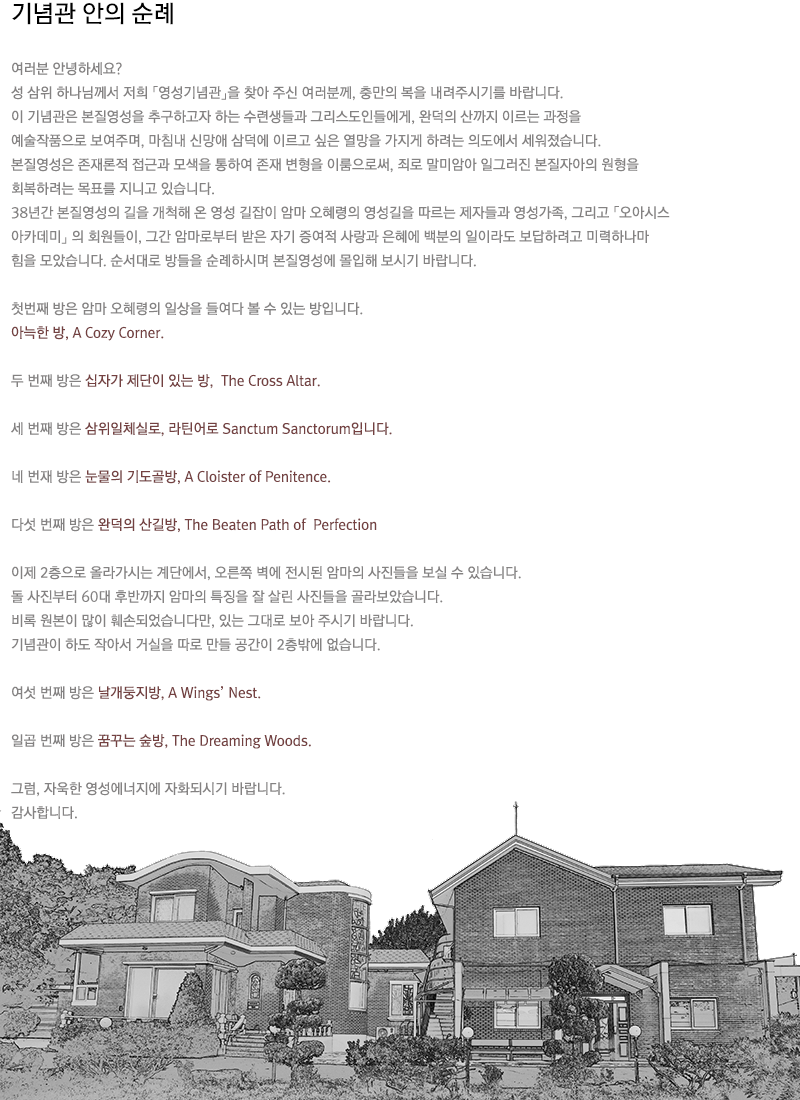 기념관 안의 순례
여러분 안녕하세요?
성 삼위 하나님께서 저희 「영성기념관」을 찾아 주신 여러분께, 충만의 복을 내려주시기를 바랍니다.
이 기념관은 본질영성을 추구하고자 하는 수련생들과 그리스도인들에게, 완덕의 산까지 이르는 과정을
예술작품으로 보여주며, 마침내 신망애 삼덕에 이르고 싶은 열망을 가지게 하려는 의도에서 세워졌습니다.
본질영성은 존재론적 접근과 모색을 통하여 존재 변형을 이룸으로써, 죄로 말미암아 일그러진 본질자아의 원형을
회복하려는 목표를 지니고 있습니다.
38년간 본질영성의 길을 개척해 온 영성 길잡이 암마 오혜령의 영성길을 따르는 제자들과 영성가족, 그리고 「오아시스
아카데미」 의 회원들이, 그간 암마로부터 받은 자기 증여적 사랑과 은혜에 백분의 일이라도 보답하려고 미력하나마
힘을 모았습니다. 순서대로 방들을 순례하시며 본질영성에 몰입해 보시기 바랍니다.
첫번째 방은 암마 오혜령의 일상을 들여다 볼 수 있는 방입니다.
아늑한 방, A Cozy Corner.
두 번째 방은 십자가 제단이 있는 방, The Cross Altar.
세 번째 방은 삼위일체실로, 라틴어로 Sanctum Sanctorum입니다.
네 번재 방은 눈물의 기도골방, A Cloister of Penitence.
다섯 번째 방은 완덕의 산길방, The Beaten Path of Perfection
이제 2층으로 올라가시는 계단에서, 오른쪽 벽에 전시된 암마의 사진들을 보실 수 있습니다.
돌 사진부터 60대 후반까지 암마의 특징을 잘 살린 사진들을 골라보았습니다.
비록 원본이 많이 훼손되었습니다만, 있는 그대로 보아 주시기 바랍니다.
기념관이 하도 작아서 거실을 따로 만들 공간이 2층밖에 없습니다.
여섯 번째 방은 날개둥지방, A Wings’ Nest.
일곱 번째 방은 꿈꾸는 숲방, The Dreaming Woods.
그럼, 자욱한 영성에너지에 자화되시기 바랍니다.
감사합니다.